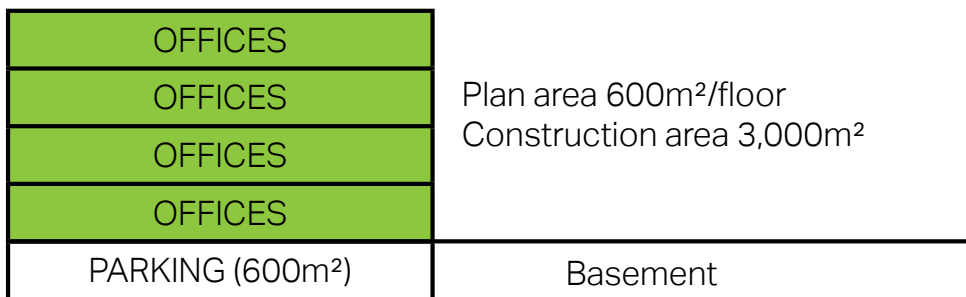 OFFICES
OFFICES
OFFICES
OFFICES
Plan area 600m²/floor
Construction area 3,000m²
PARKING (600m²)
Basement